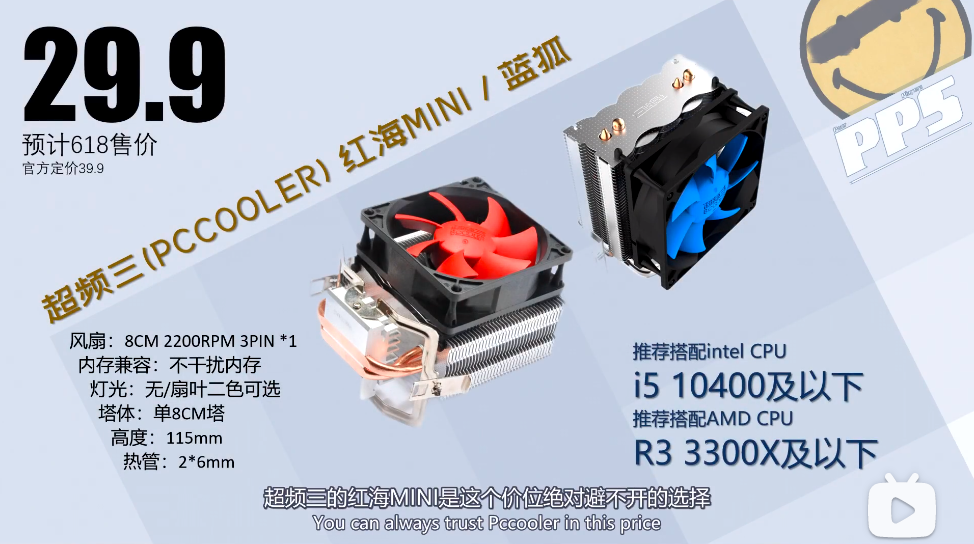 29.9
预计618售价
官方定价39.9
超频三(PCCOOLER) 红海MINI / 蓝狐
PP5
风扇：8CM 2200RPM 3PIN *1
内存兼容：不干扰内存
灯光：无/扇叶二色可选
塔体：单8CM塔
高度：115mm
热管：2*6mm
推荐搭配intel CPU
i5 10400及以下
推荐搭配AMD CPU
R3 3300X及以下
超频三的红海MINI是这个价位绝对避不开的选择
You can always trust Pccooler in this price